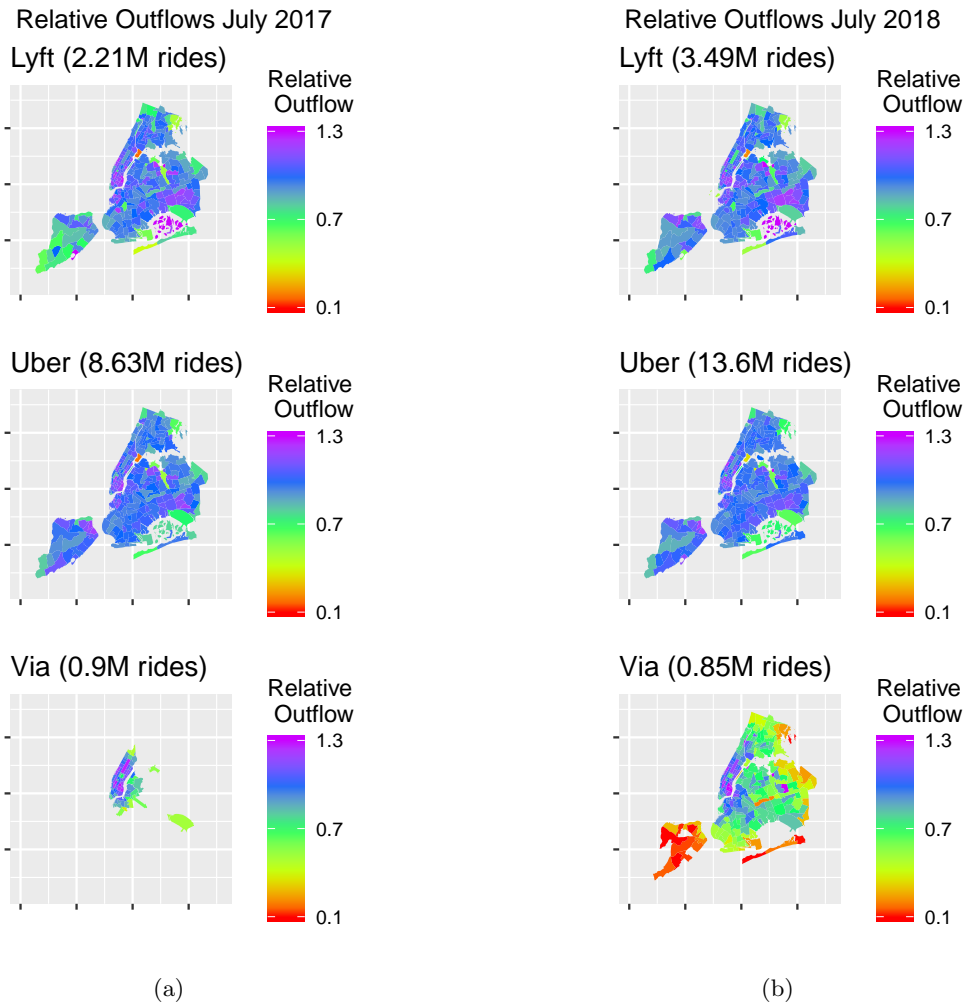 Relative Outflows July 2017
Lyft (2.21M rides)
Relative
Outflow
1.3
0.7
0.1
Uber (8.63M rides)
Relative
Outflow
1.3
0.7
0.1
Via (0.9M rides)
Relative
Outflow
1.3
0.7
0.1
(a)
Relative Outflows July 2018
Lyft (3.49M rides)
Relative
Outflow
1.3
0.7
0.1
Uber (13.6M rides)
Relative
Outflow
1.3
0.7
0.1
Via (0.85M rides)
Relative
Outflow
1.3
0.7
0.1
(b)